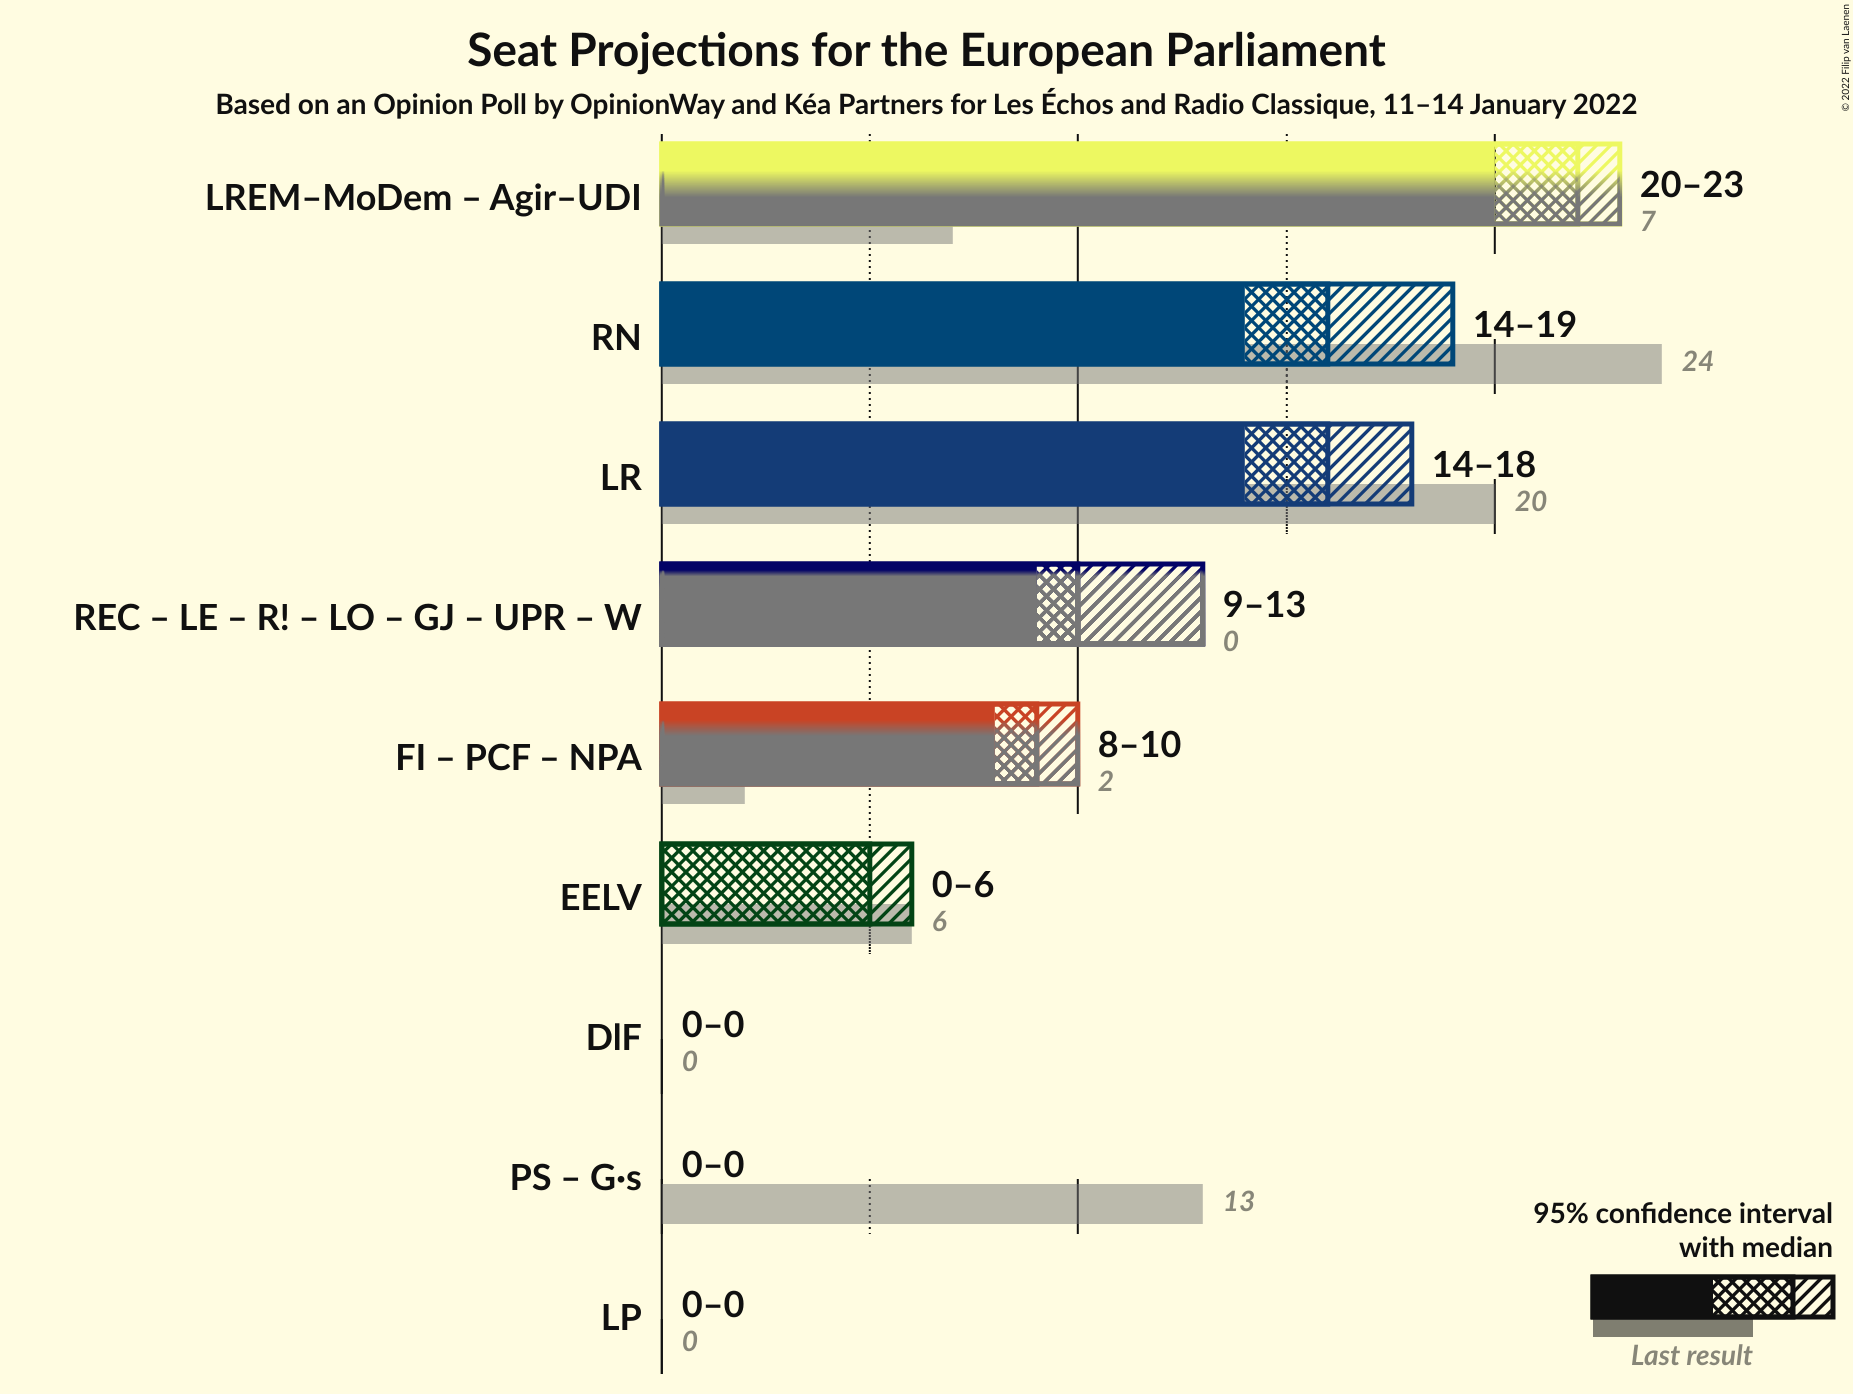 Seat Projections for the European Parliament
Based on an Opinion Poll by OpinionWay and Kéa Partners for Les Échos and Radio Classique, 11–14 January 2022
© 2022 Filip van Laenen
LREM–MoDem – Agir–UDI
20–23
7
RN
14–19
24
LR
14–18
20
REC – LE – R! – LO – GJ – UPR – W
9–13
0
FI – PCF – NPA
8–10
2
EELV
0–6
6
DlF
0–0
0
PS – G·s
0–0
13
LP
0–0
0
95% confidence interval
with median
Last result